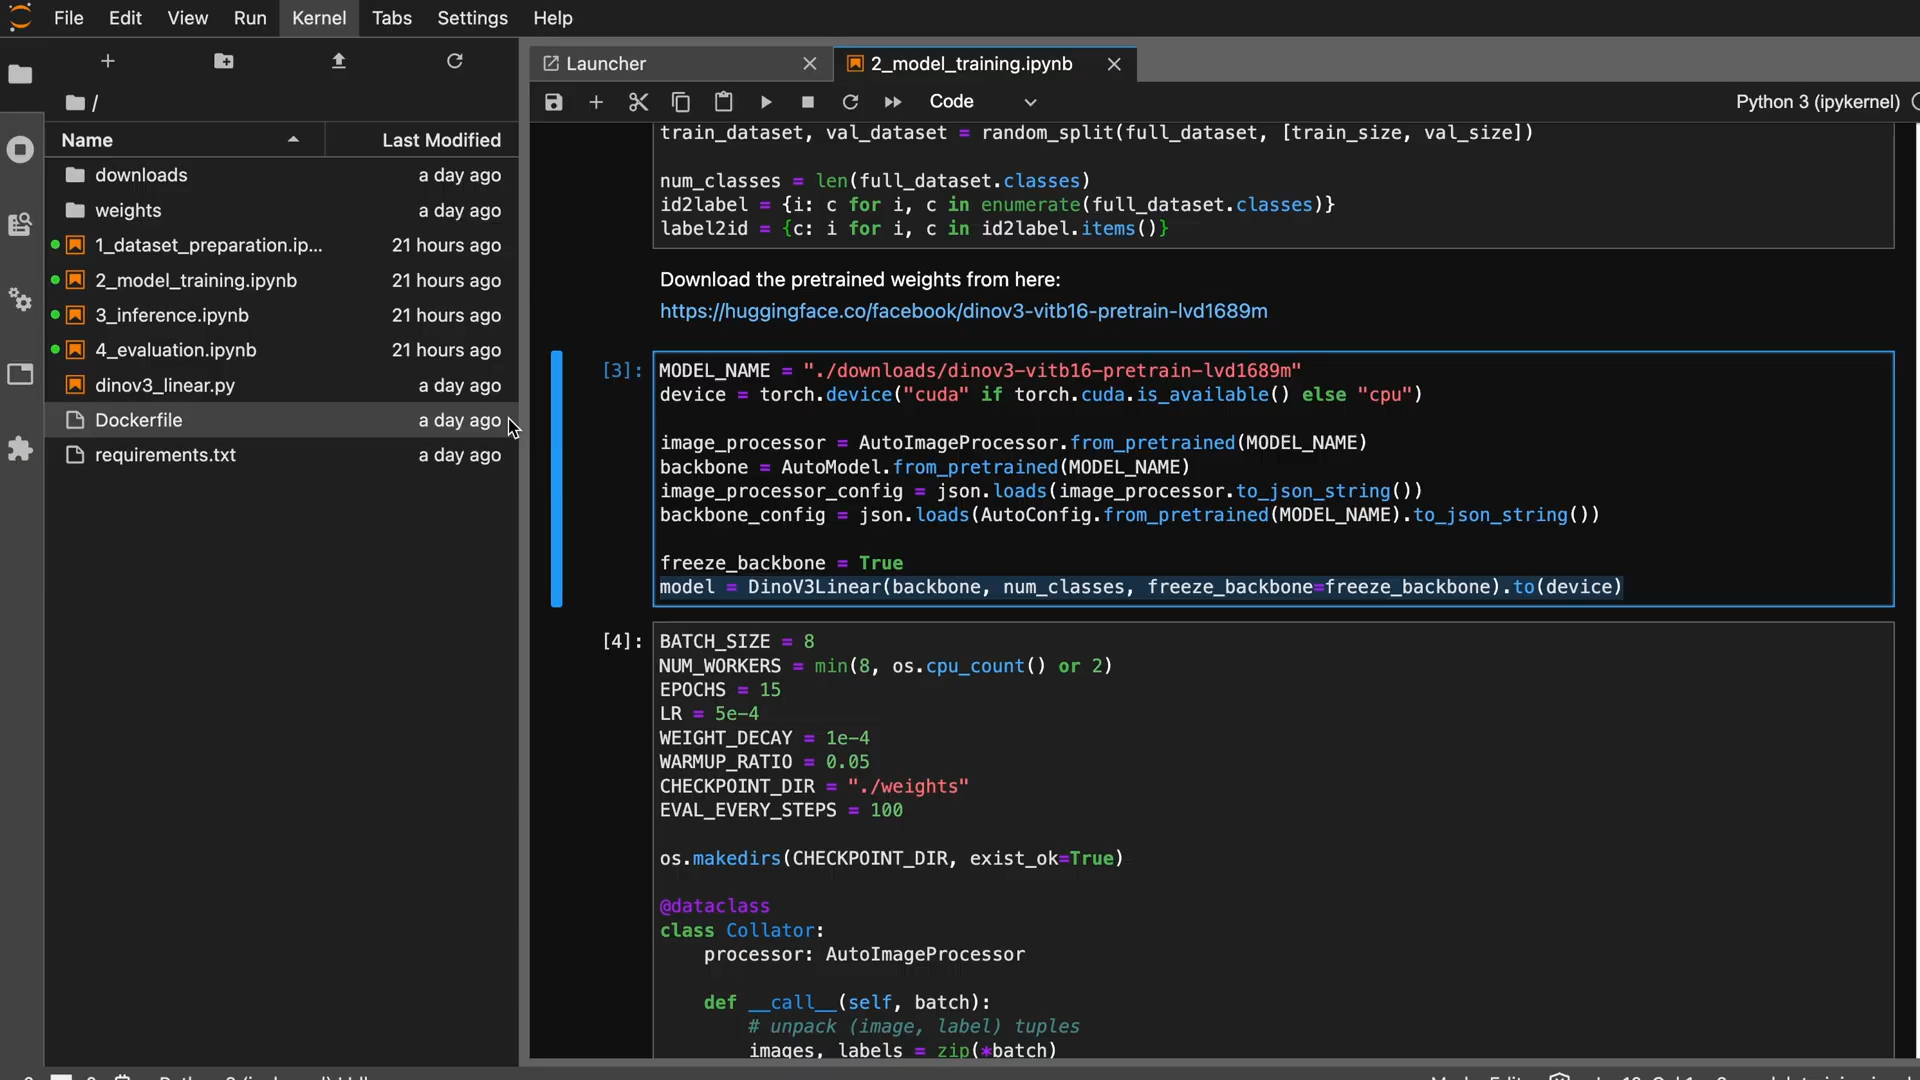 File Edit View Run Kernel Tabs Settings Help
Launcher
2_model_training.ipynb
Code
Python 3 (ipykernel)
/
Name Last Modified
downloads a day ago
weights a day ago
1_dataset_preparation.ip... 21 hours ago
2_model_training.ipynb 21 hours ago
3_inference.ipynb 21 hours ago
4_evaluation.ipynb 21 hours ago
dinov3_linear.py a day ago
Dockerfile a day ago
requirements.txt a day ago
train_dataset, val_dataset = random_split(full_dataset, [train_size, val_size])
num_classes = len(full_dataset.classes)
id2label = {i: c for i, c in enumerate(full_dataset.classes)}
label2id = {c: i for i, c in id2label.items()}
Download the pretrained weights from here:
https://huggingface.co/facebook/dinov3-vitb16-pretrain-lvd1689m
[3]: MODEL_NAME = "./downloads/dinov3-vitb16-pretrain-lvd1689m"
device = torch.device("cuda" if torch.cuda.is_available() else "cpu")
image_processor = AutoImageProcessor.from_pretrained(MODEL_NAME)
backbone = AutoModel.from_pretrained(MODEL_NAME)
image_processor_config = json.loads(image_processor.to_json_string())
backbone_config = json.loads(AutoConfig.from_pretrained(MODEL_NAME).to_json_string())
freeze_backbone = True
model = DinoV3Linear(backbone, num_classes, freeze_backbone=freeze_backbone).to(device)
[4]: BATCH_SIZE = 8
NUM_WORKERS = min(8, os.cpu_count() or 2)
EPOCHS = 15
LR = 5e-4
WEIGHT_DECAY = 1e-4
WARMUP_RATIO = 0.05
CHECKPOINT_DIR = "./weights"
EVAL_EVERY_STEPS = 100
os.makedirs(CHECKPOINT_DIR, exist_ok=True)
@dataclass
class Collator:
processor: AutoImageProcessor
def __call__(self, batch):
# unpack (image, label) tuples
images, labels = zip(*batch)